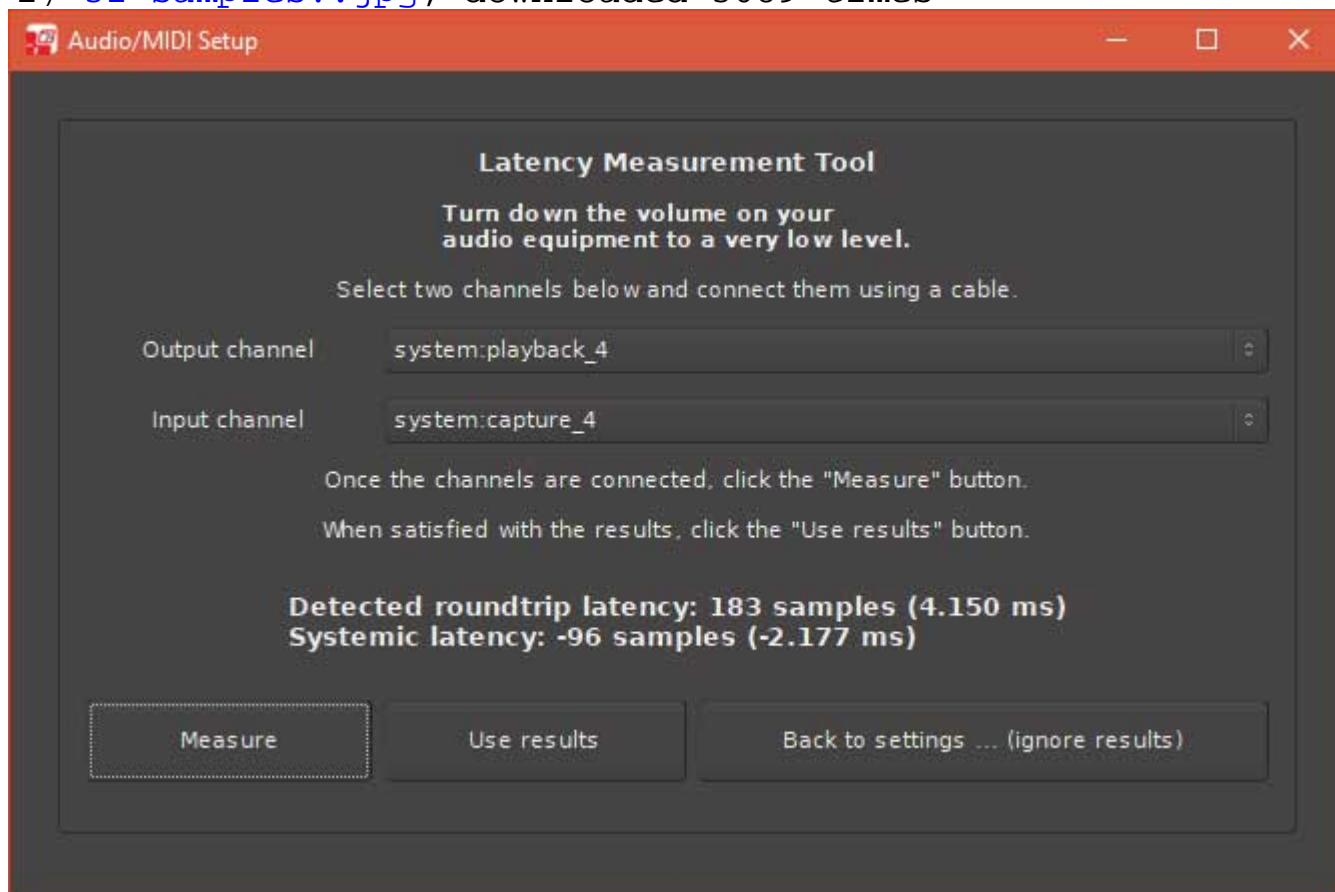 samples..jpg, downloaded times
Audio/MIDI Setup
Latency Measurement Tool
Turn down the volume on your
audio equipment to a very low level.
Select two channels below and connect them using a cable.
Output channel system:playback_4
Input channel system:capture_4
Once the channels are connected, click the "Measure" button.
When satisfied with the results, click the "Use results" button.
Detected roundtrip latency: 183 samples (4.150 ms)
Systemic latency: -96 samples (-2.177 ms)
Measure Use results Back to settings ... (ignore results)